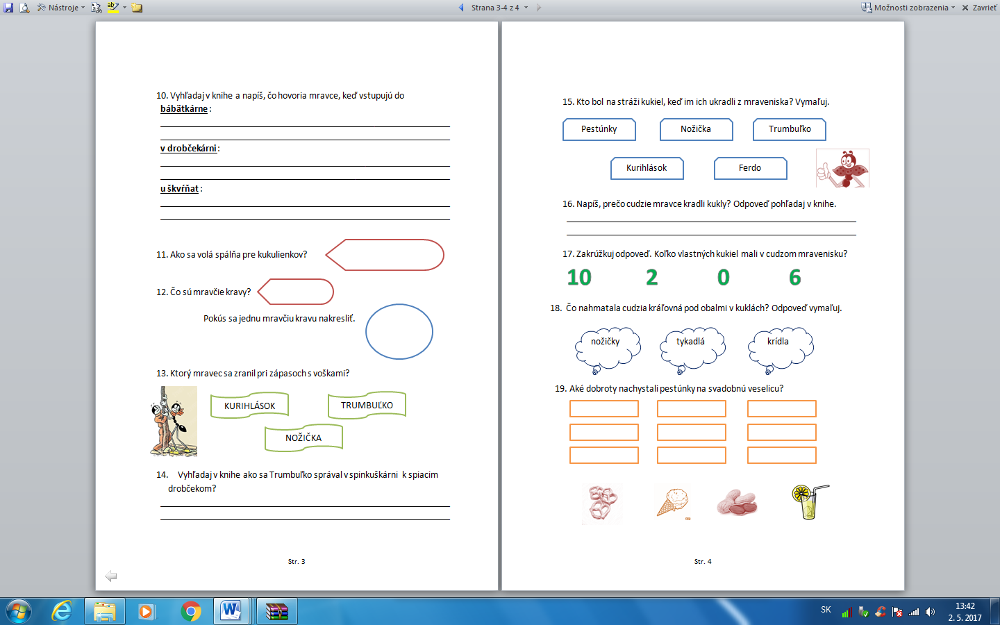 Nástroje
Strana 3-4 z 4
Možnosti zobrazenia
Zavrieť
10. Vyhľadaj v knihe a napíš, čo hovoria mravce, keď vstupujú do
bábätkárne :
v drobčekárni :
u škvŕňat :
11. Ako sa volá spálňa pre kukulienkov?
12. Čo sú mravčie kravy?
Pokús sa jednu mravčiu kravu nakresliť.
13. Ktorý mravec sa zranil pri zápasoch s voškami?
KURIHLÁSOK
TRUMBUĽKO
NOŽIČKA
14. Vyhľadaj v knihe ako sa Trumbuľko správal v spinkuškárni k spiacim
drobčekom?
Str. 3
15. Kto bol na stráži kukiel, keď im ich ukradli z mraveniska? Vymaľuj.
Pestúnky
Nožička
Trumbuľko
Kurihlások
Ferdo
16. Napíš, prečo cudzie mravce kradli kukly? Odpoveď pohľadaj v knihe.
17. Zakrúžkuj odpoveď. Koľko vlastných kukiel mali v cudzom mravenisku?
10 2 0 6
18. Čo nahmatala cudzia kráľovná pod obalmi v kuklách? Odpoveď vymaľuj.
nožičky
tykadlá
krídla
19. Aké dobroty nachystali pestúnky na svadobnú veselicu?
Str. 4
SK
13:42
2. 5. 2017